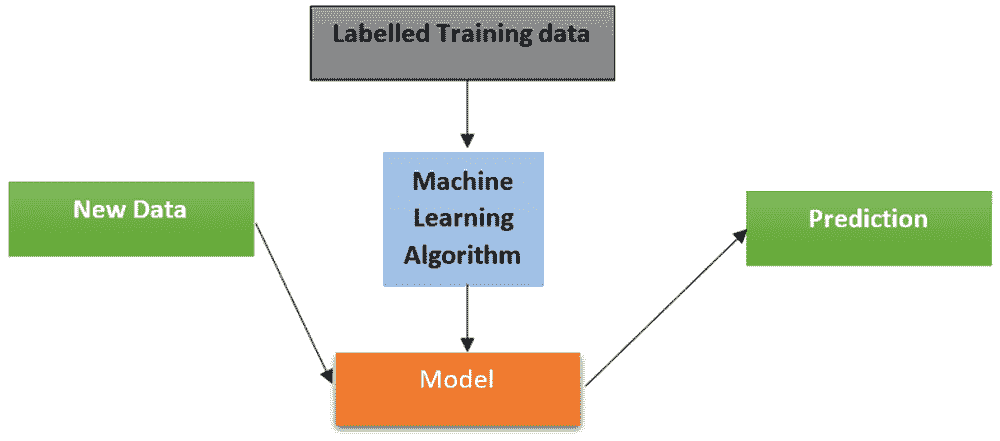 Labelled Training data
Machine
Learning
Algorithm
New Data
Prediction
Model